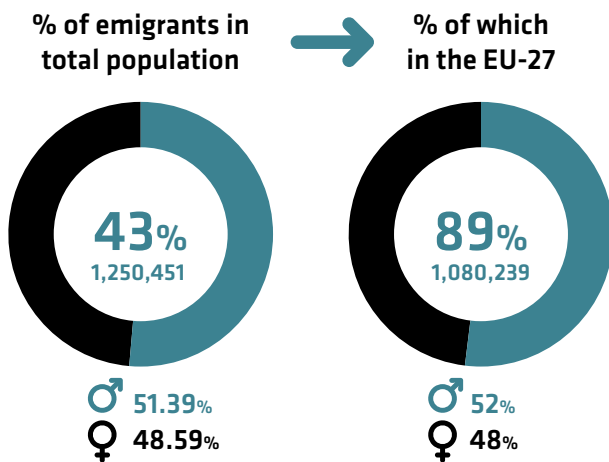 % of emigrants in
total population
% of which
in the EU-27
43%
1,250,451
89%
1,080,239
51.39%
48.59%
52%
48%